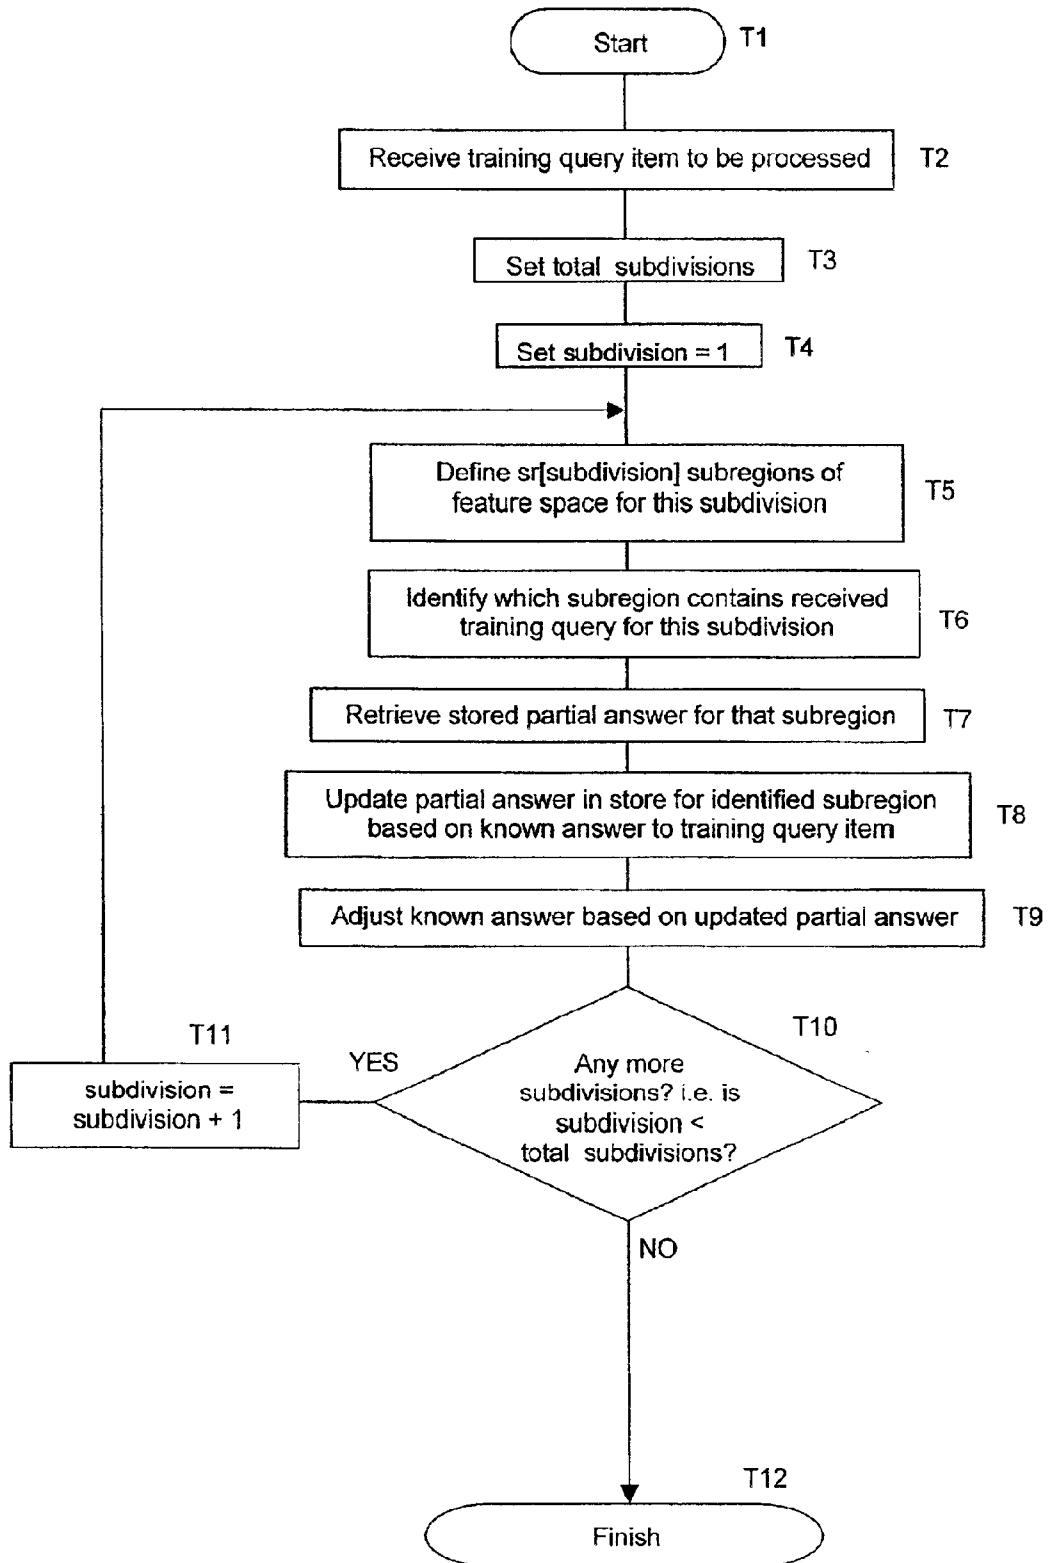 Start T1
Receive training query item to be processed T2
Set total subdivisions T3
Set subdivision = 1 T4
Define sr[subdivision] subregions of
feature space for this subdivision
T5
Identify which subregion contains received
training query for this subdivision
T6
Retrieve stored partial answer for that subregion T7
Update partial answer in store for identified subregion
based on known answer to training query item
T8
Adjust known answer based on updated partial answer T9
T10
Any more
subdivisions? i.e. is
subdivision <
total subdivisions?
YES
T11
subdivision =
subdivision + 1
NO
T12
Finish